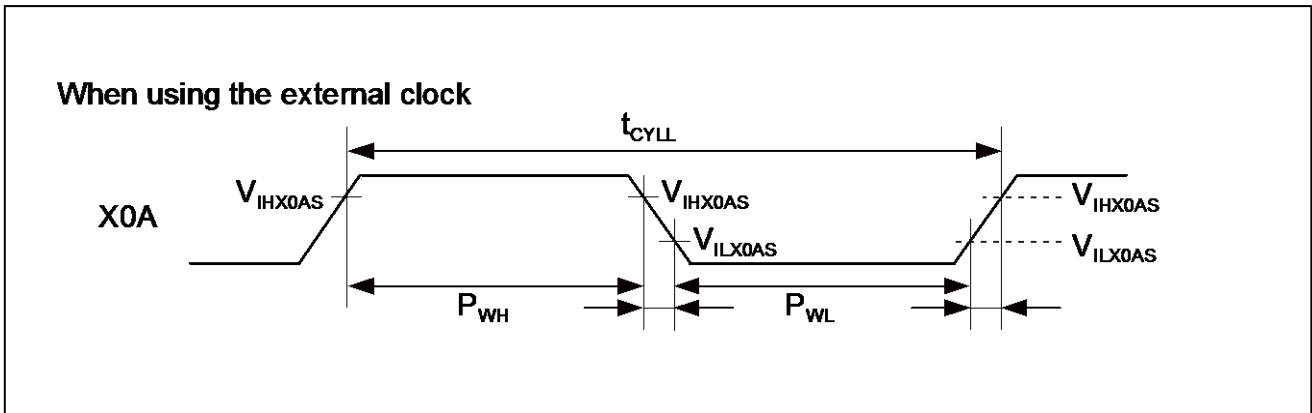 When using the external clock
tCYLL
VIHX0AS
VIHX0AS
VIHX0AS
X0A
VILX0AS
VILX0AS
PWH
PWL